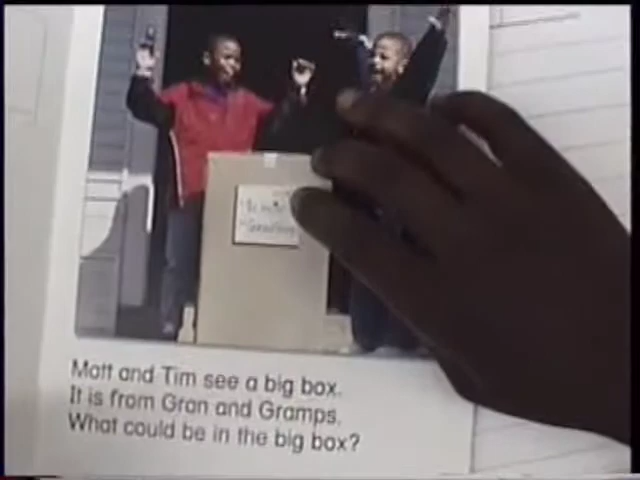 Matt and Tim see a big box.
It is from Gran and Gramps.
What could be in the big box?